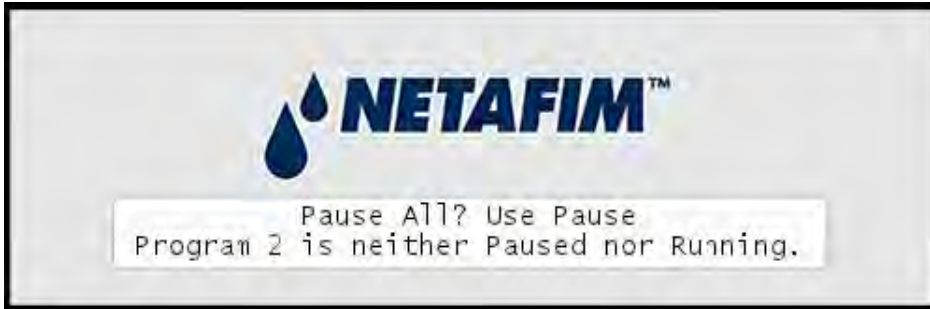 NETAFIM™
Pause All? Use Pause
Program 2 is neither Paused nor Running.